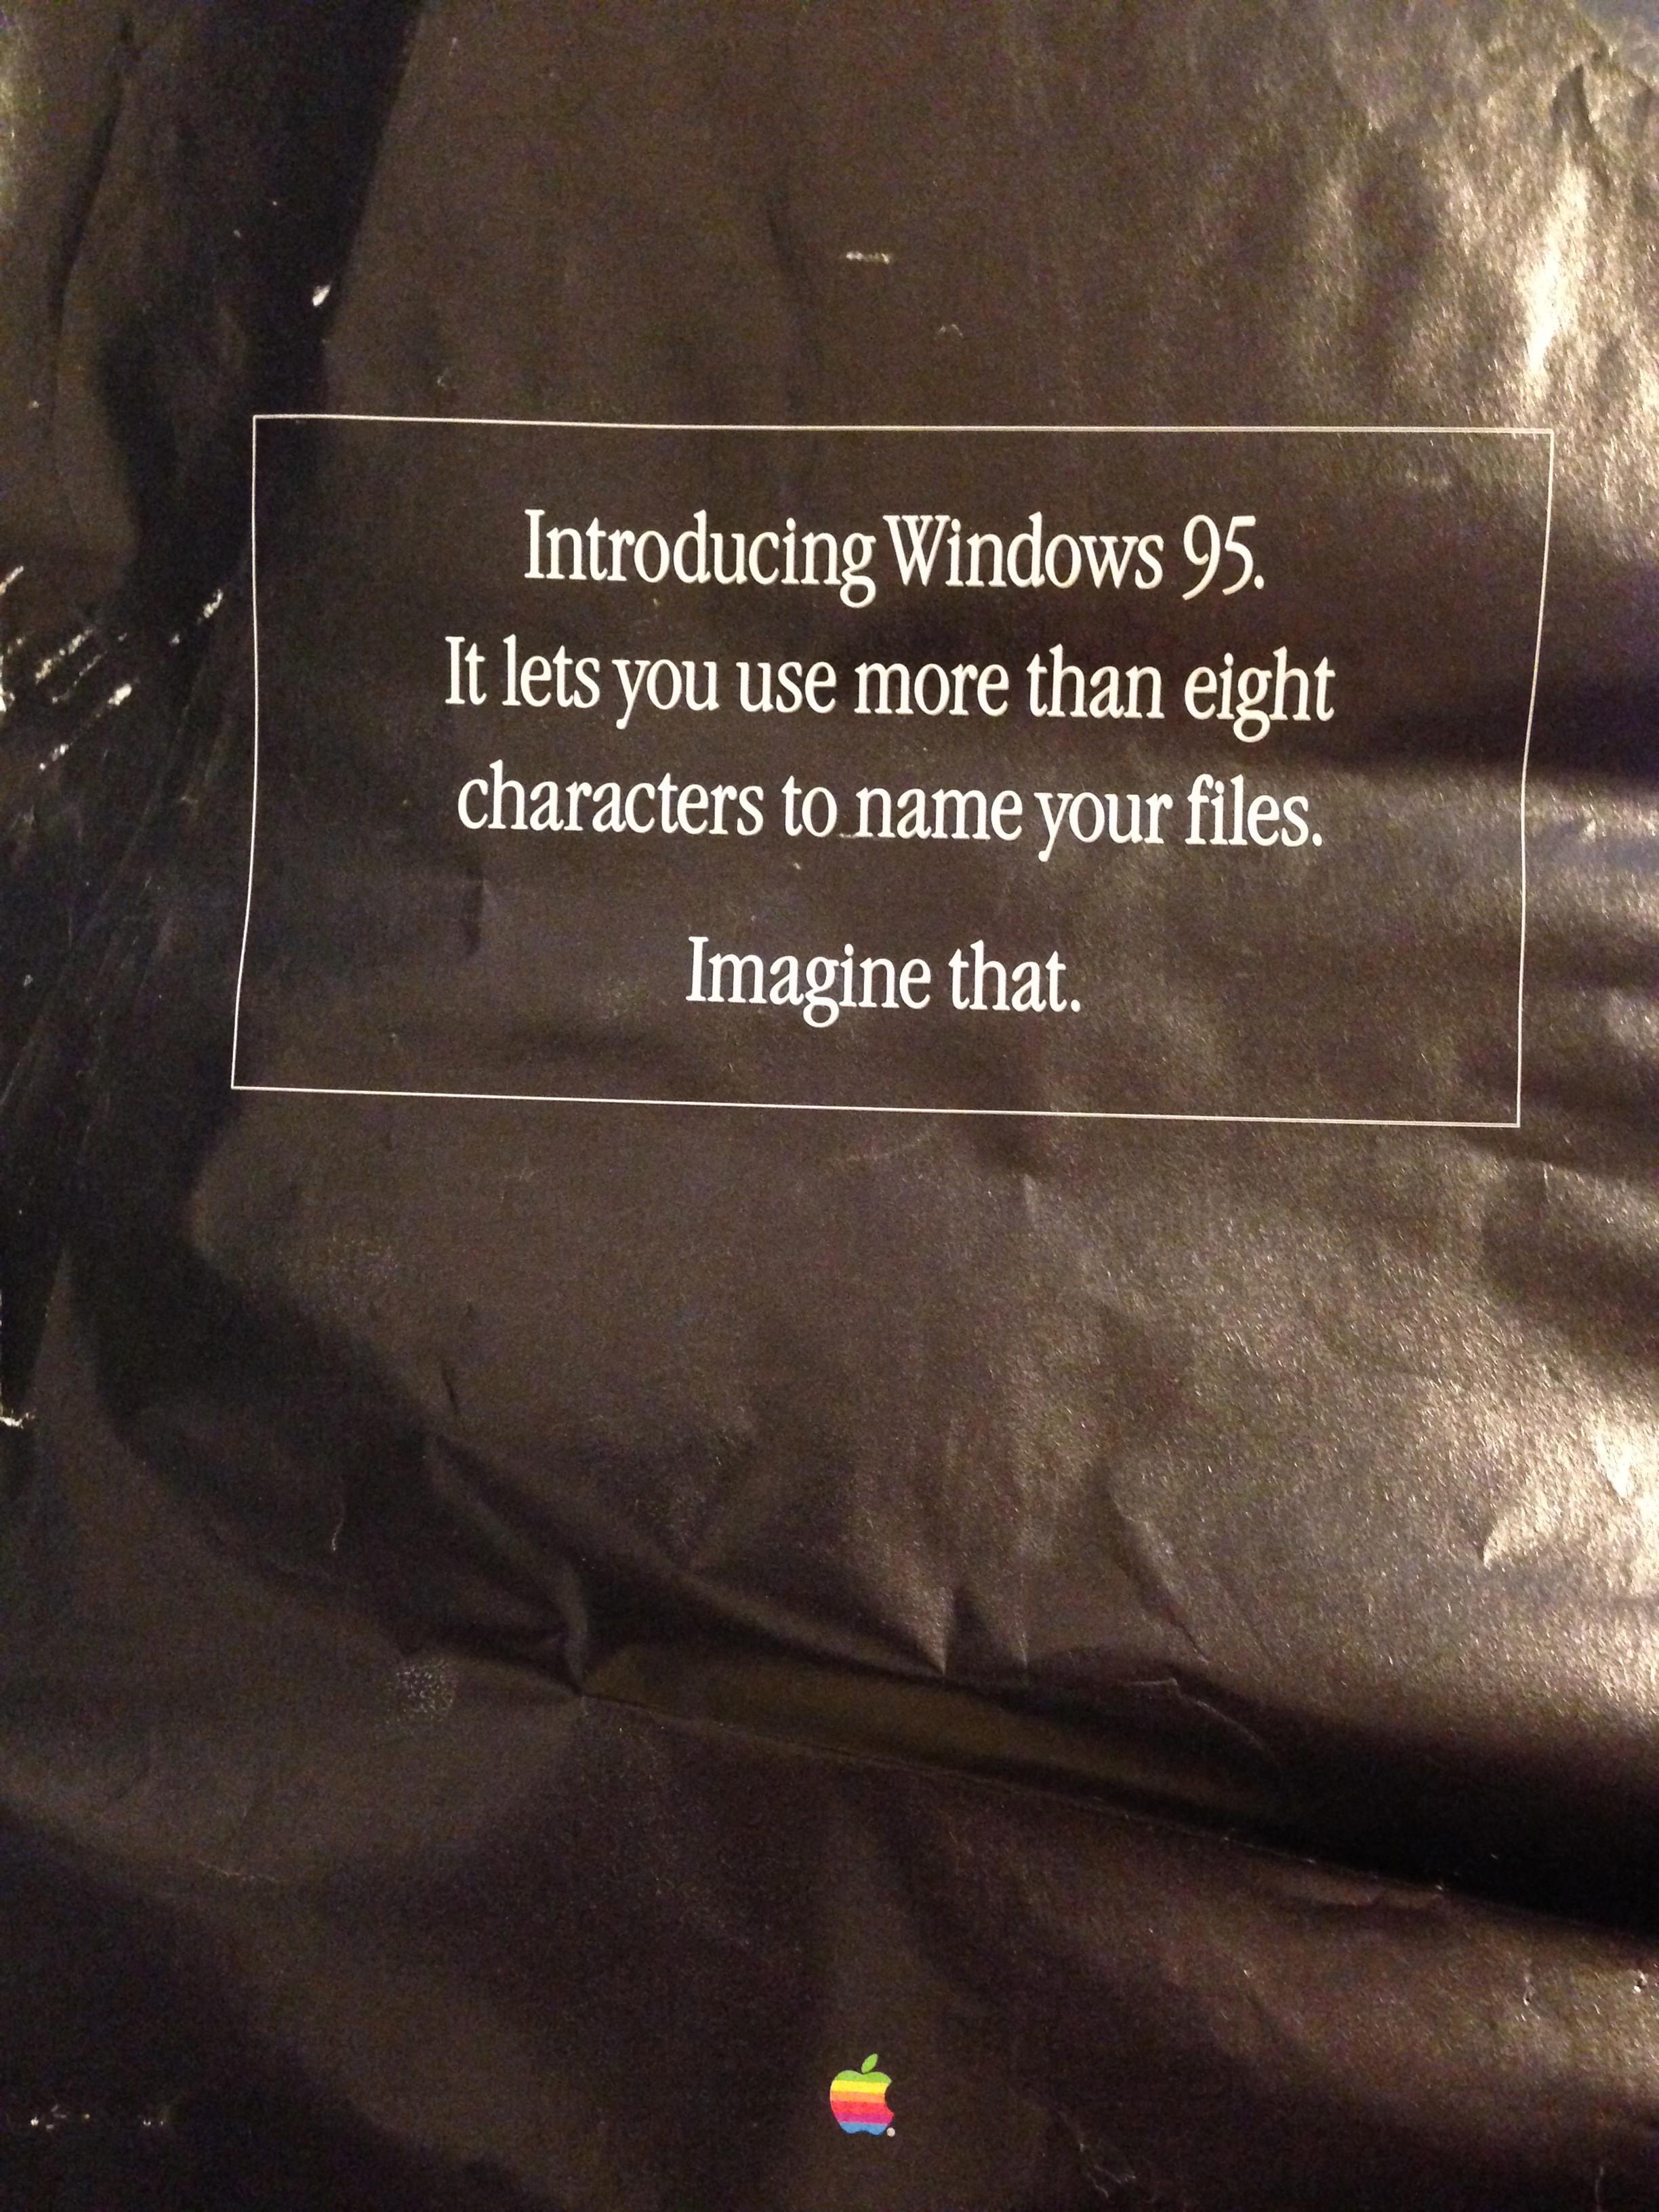 Introducing Windows 95.
It lets you use more than eight
characters to name your files.
Imagine that.